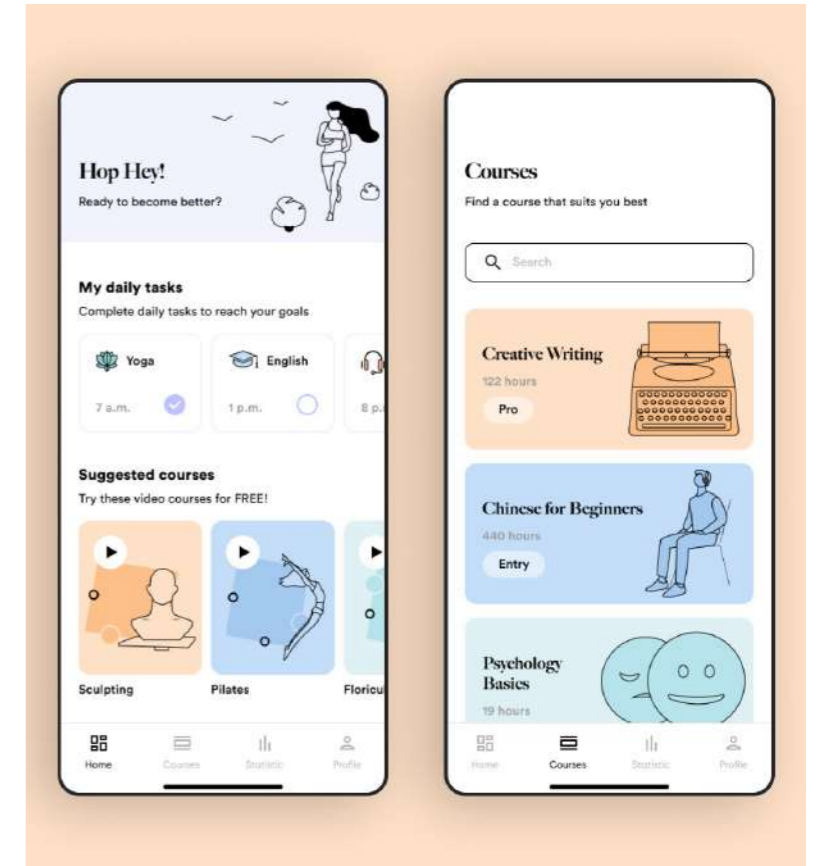 Hop Hey!
Ready to become better?
My daily tasks
Complete daily tasks to reach your goals
Yoga
English
7 a.m.
1 p.m.
8 p.
Suggested courses
Try these video courses for FREE!
Sculpting
Pilates
Floricu
Home
Courses
Statistic
Profile
Courses
Find a course that suits you best
Search
Creative Writing
122 hours
Pro
Chinese for Beginners
440 hours
Entry
Psychology
Basics
19 hours
Home
Courses
Statistic
Profile